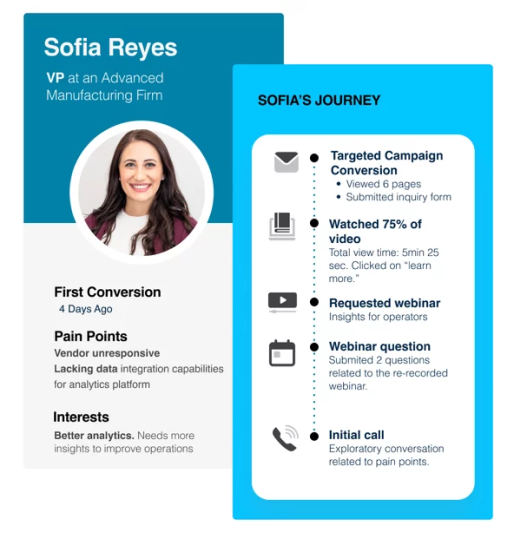 Sofia Reyes
VP at an Advanced
Manufacturing Firm
First Conversion
4 Days Ago
Pain Points
Vendor unresponsive
Lacking data integration capabilities
for analytics platform
Interests
Better analytics. Needs more
insights to improve operations
SOFIA'S JOURNEY
Targeted Campaign
Conversion
• Viewed 6 pages
• Submitted inquiry form
Watched 75% of
video
Total view time: 5min 25
sec. Clicked on “learn
more.”
Requested webinar
Insights for operators
Webinar question
Submited 2 questions
related to the re-recorded
webinar.
Initial call
Exploratory conversation
related to pain points.